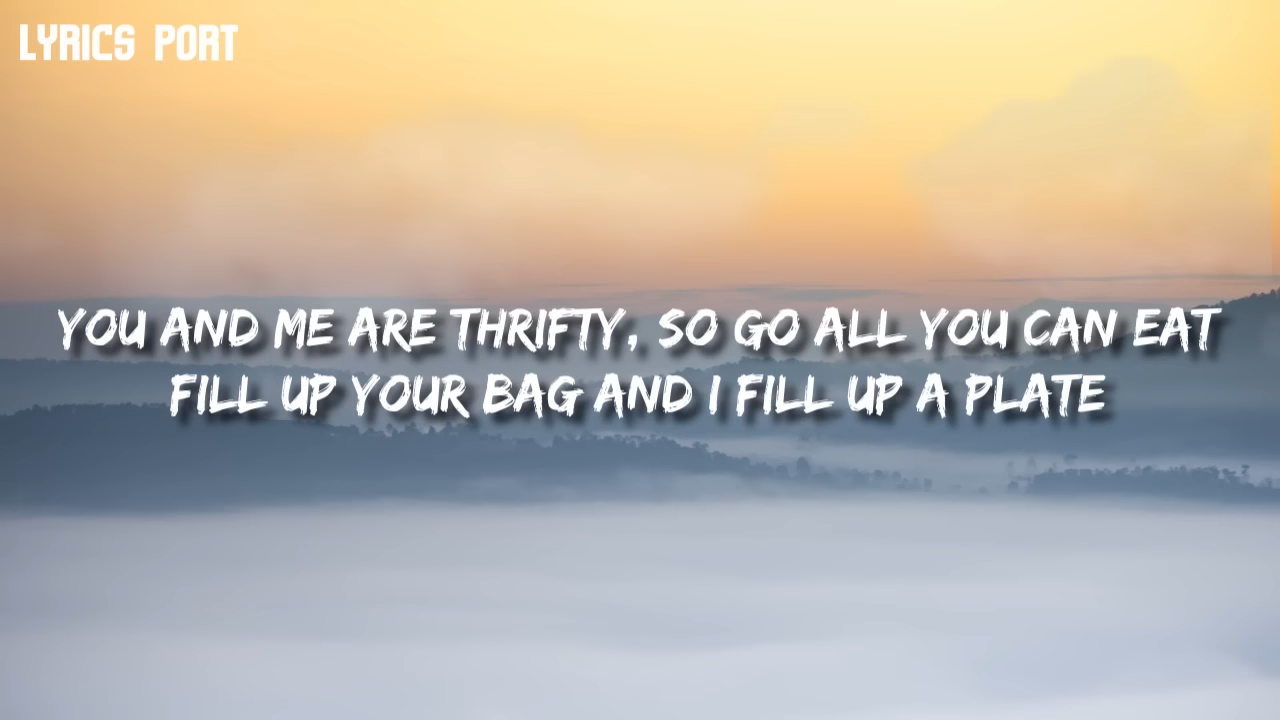 LYRICS PORT
YOU AND ME ARE THRIFTY, SO GO ALL YOU CAN EAT
FILL UP YOUR BAG AND I FILL UP A PLATE